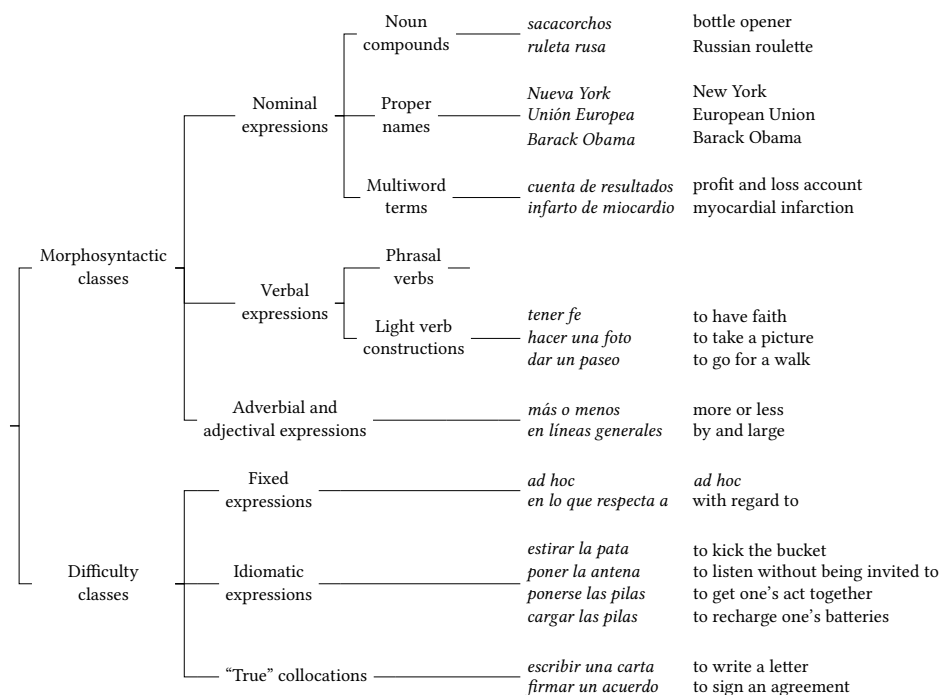 Noun
compounds
sacacorchos bottle opener
ruleta rusa Russian roulette
Nominal
expressions
Proper
names
Nueva York New York
Unión Europea European Union
Barack Obama Barack Obama
Multiword
terms
cuenta de resultados profit and loss account
infarto de miocardio myocardial infarction
Morphosyntactic
classes
Phrasal
verbs
Verbal
expressions
Light verb
constructions
tener fe to have faith
hacer una foto to take a picture
dar un paseo to go for a walk
Adverbial and
adjectival expressions
más o menos more or less
en líneas generales by and large
Fixed
expressions
ad hoc ad hoc
en lo que respecta a with regard to
Difficulty
classes
Idiomatic
expressions
estirar la pata to kick the bucket
poner la antena to listen without being invited to
ponerse las pilas to get one's act together
cargar las pilas to recharge one's batteries
“True” collocations
escribir una carta to write a letter
firmar un acuerdo to sign an agreement